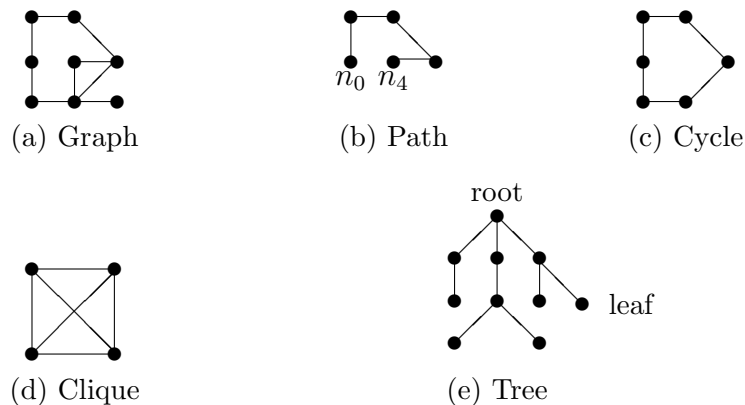 n0 n4
(a) Graph
(b) Path
(c) Cycle
root
leaf
(d) Clique
(e) Tree